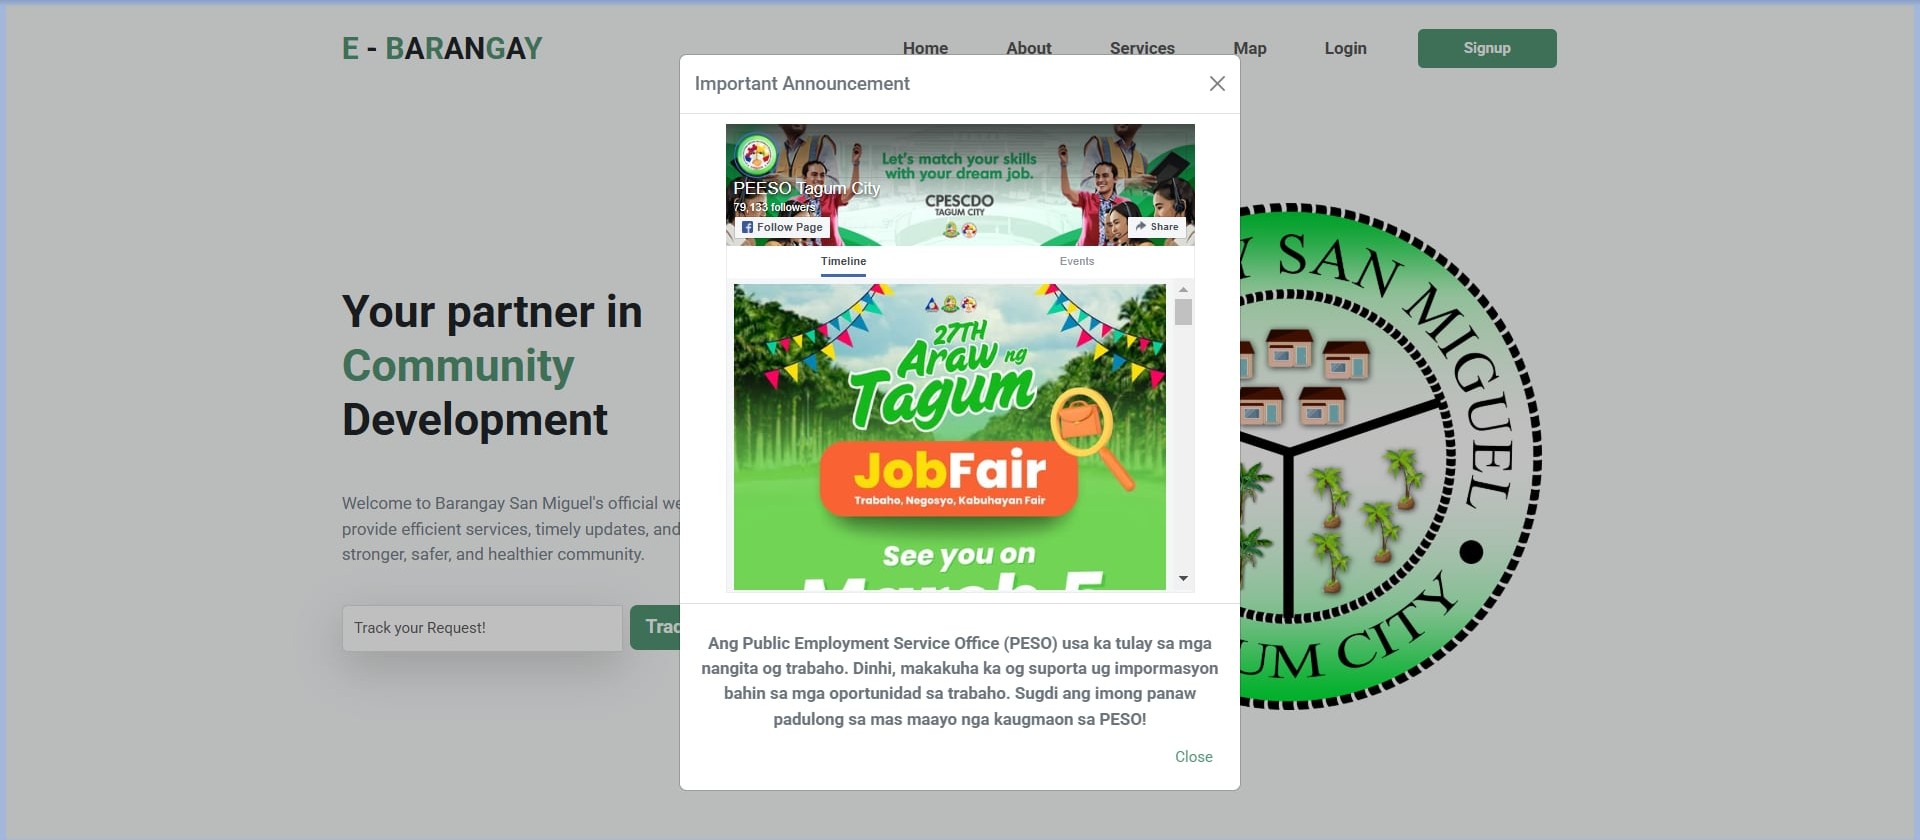 E - BARANGAY
Home
About
Services
Map
Login
Signup
Important Announcement
Let's match your skills
with your dream job.
CPESCDO
TAGUM CITY
PEESO Tagum City
79,133 followers
Follow Page
Share
Timeline
Events
27TH
Araw ng
Tagum
JobFair
Trabaho, Negosyo, Kabuhayan Fair
See you on
March 5
Ang Public Employment Service Office (PESO) usa ka tulay sa mga
nangita og trabaho. Dinhi, makakuha ka og suporta ug impormasyon
bahin sa mga oportunidad sa trabaho. Sugdi ang imong panaw
padulong sa mas maayo nga kaugmaon sa PESO!
Close
Your partner in
Community
Development
Welcome to Barangay San Miguel's official we
provide efficient services, timely updates, and
stronger, safer, and healthier community.
Track your Request!
Trac
Y SAN MIGUEL
UM CITY